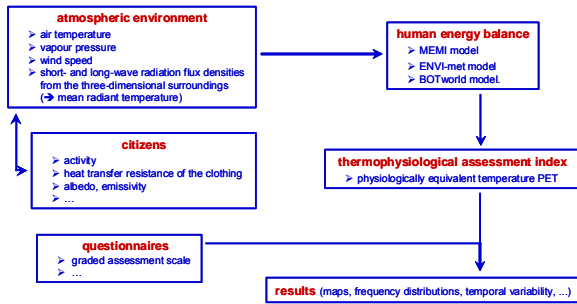 atmospheric environment
➢ air temperature
➢ vapour pressure
➢ wind speed
➢ short- and long-wave radiation flux densities
from the three-dimensional surroundings
(➔ mean radiant temperature)
human energy balance
➢ MEMI model
➢ ENVI-met model
➢ BOTworld model.
citizens
➢ activity
➢ heat transfer resistance of the clothing
➢ albedo, emissivity
➢ ...
thermophysiological assessment index
➢ physiologically equivalent temperature PET
questionnaires
➢ graded assessment scale
➢ ...
results (maps, frequency distributions, temporal variability, ...)